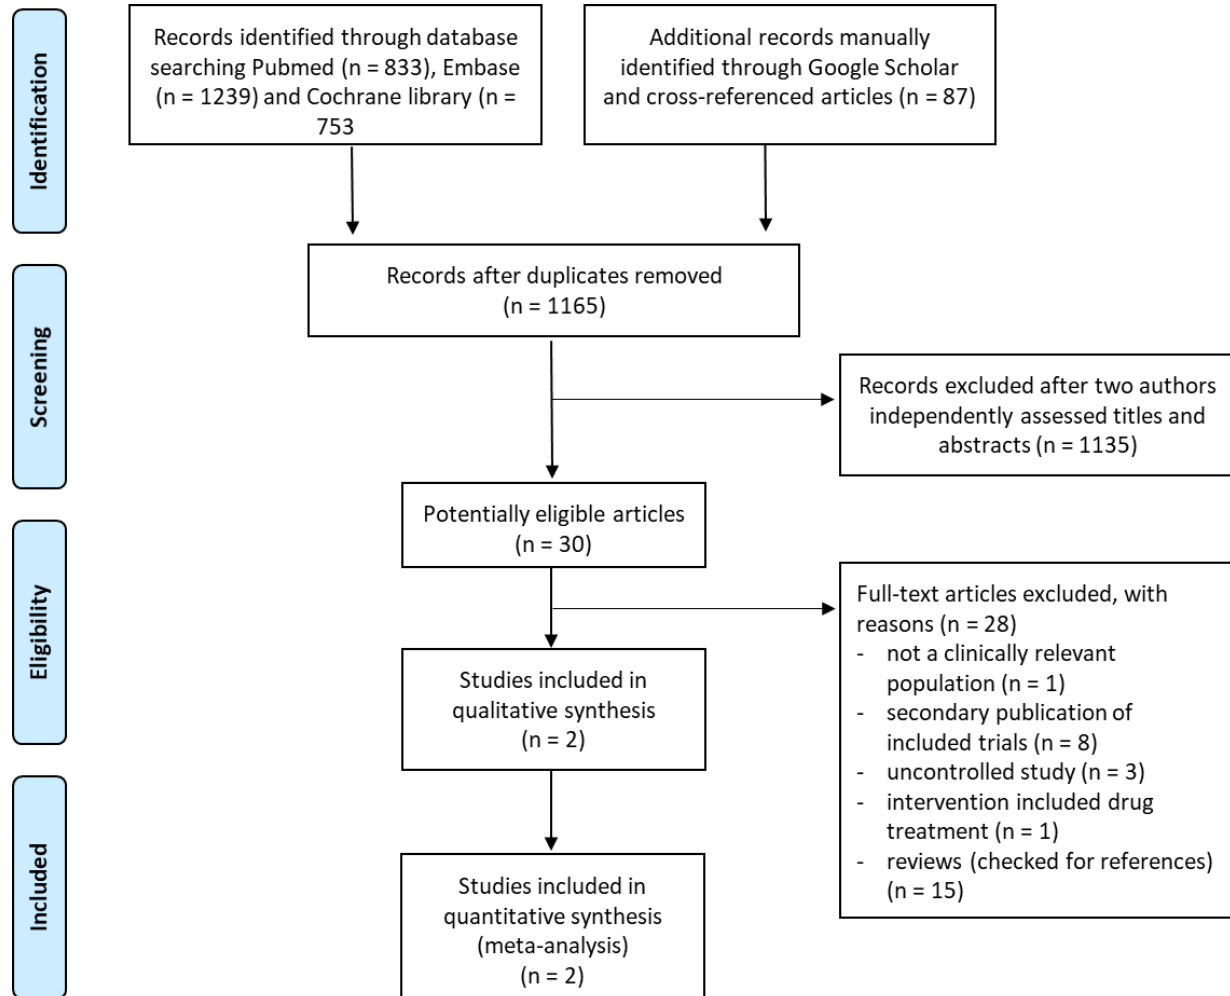 Identification
Records identified through database
searching Pubmed (n = 833), Embase
(n = 1239) and Cochrane library (n =
753
Additional records manually
identified through Google Scholar
and cross-referenced articles (n = 87)
Screening
Records after duplicates removed
(n = 1165)
Records excluded after two authors
independently assessed titles and
abstracts (n = 1135)
Eligibility
Potentially eligible articles
(n = 30)
Full-text articles excluded, with
reasons (n = 28)
- not a clinically relevant
population (n = 1)
- secondary publication of
included trials (n = 8)
- uncontrolled study (n = 3)
- intervention included drug
treatment (n = 1)
- reviews (checked for references)
(n = 15)
Studies included in
qualitative synthesis
(n = 2)
Included
Studies included in
quantitative synthesis
(meta-analysis)
(n = 2)